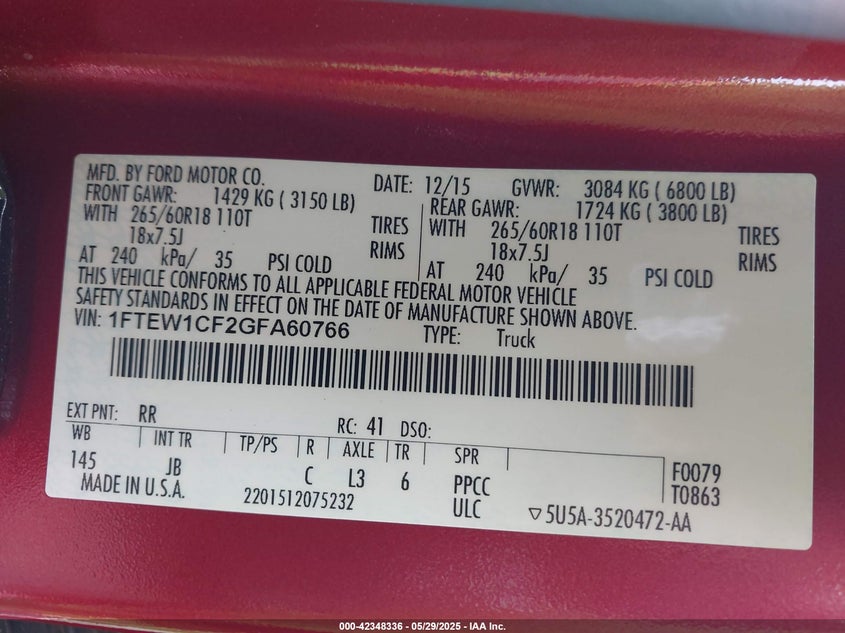 MFD. BY FORD MOTOR CO. DATE: 12/15 GVWR: 3084 KG ( 6800 LB)
FRONT GAWR: 1429 KG ( 3150 LB) REAR GAWR: 1724 KG ( 3800 LB)
WITH 265/60R18 110T TIRES WITH 265/60R18 110T TIRES
18x7.5J RIMS 18x7.5J RIMS
AT 240 kPa/ 35 PSI COLD AT 240 kPa/ 35 PSI COLD
THIS VEHICLE CONFORMS TO ALL APPLICABLE FEDERAL MOTOR VEHICLE
SAFETY STANDARDS IN EFFECT ON THE DATE OF MANUFACTURE SHOWN ABOVE.
VIN: 1FTEW1CF2GFA60766 TYPE: Truck
EXT PNT: RR RC: 41 DSO:
WB INT TR TP/PS R AXLE TR SPR
145 JB C L3 6 PPCC F0079
MADE IN U.S.A. 2201512075232 ULC T0863
▽5U5A-3520472-AA
000-42348336 - 05/29/2025 - IAA Inc.